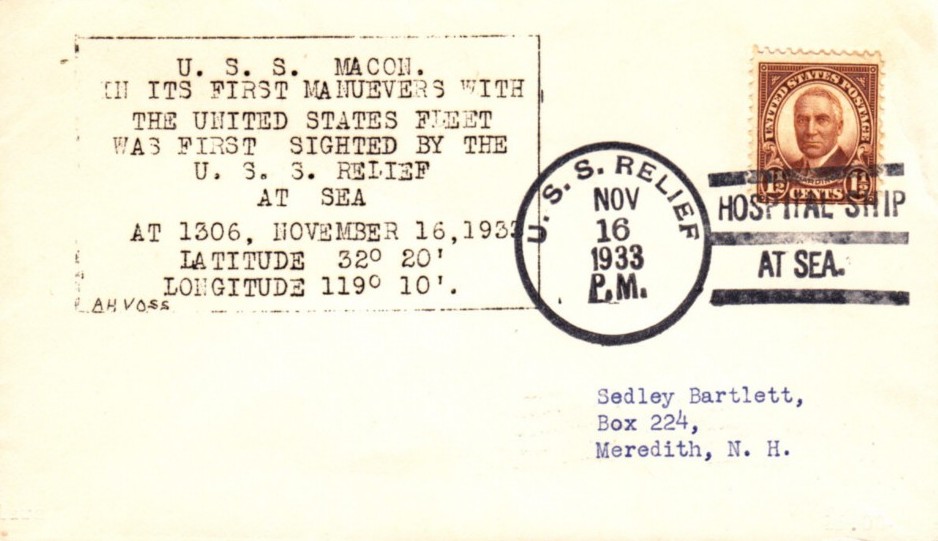 U. S. S. MACON.
IN ITS FIRST MANUEVERS WITH
THE UNITED STATES FLEET
WAS FIRST SIGHTED BY THE
U. S. S. RELIEF
AT SEA
AT 1306, NOVEMBER 16,1933
LATITUDE 32° 20'
LONGITUDE 119° 10'.
AH VOSS
U. S. S. RELIEF
NOV
16
1933
P.M.
UNITED STATES POSTAGE
1½ CENTS 1½
HOSPITAL SHIP
AT SEA.
Sedley Bartlett,
Box 224,
Meredith, N. H.